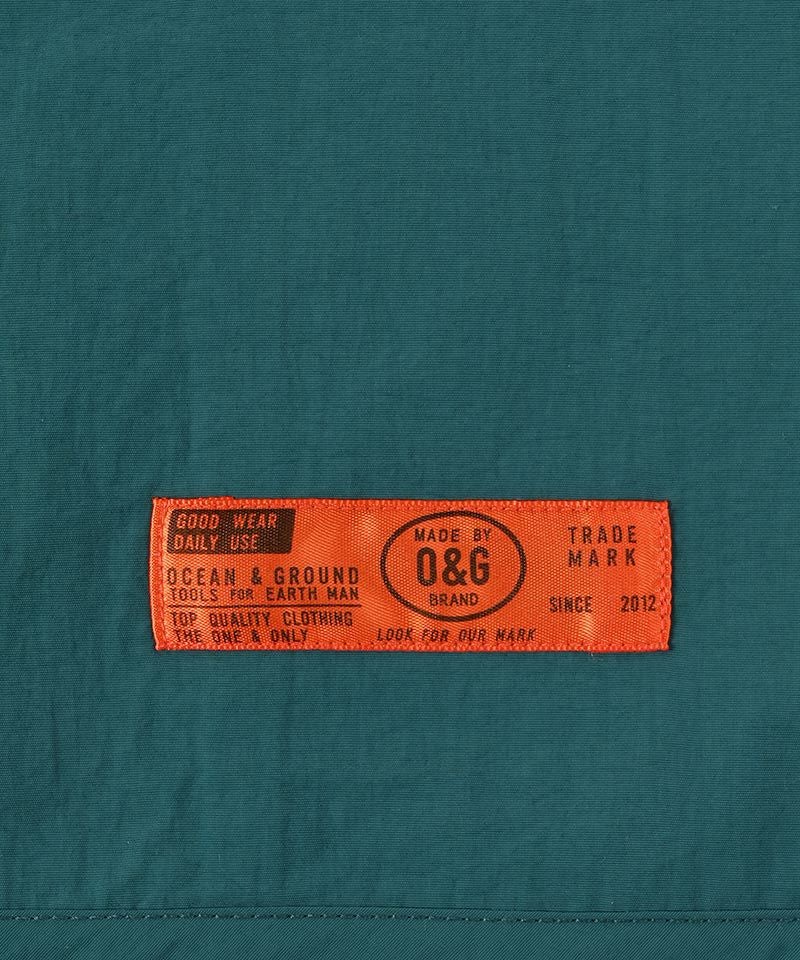 GOOD WEAR
DAILY USE
OCEAN & GROUND
TOOLS FOR EARTH MAN
TOP QUALITY CLOTHING
THE ONE & ONLY
MADE BY
O&G
BRAND
LOOK FOR OUR MARK
TRADE
MARK
SINCE 2012